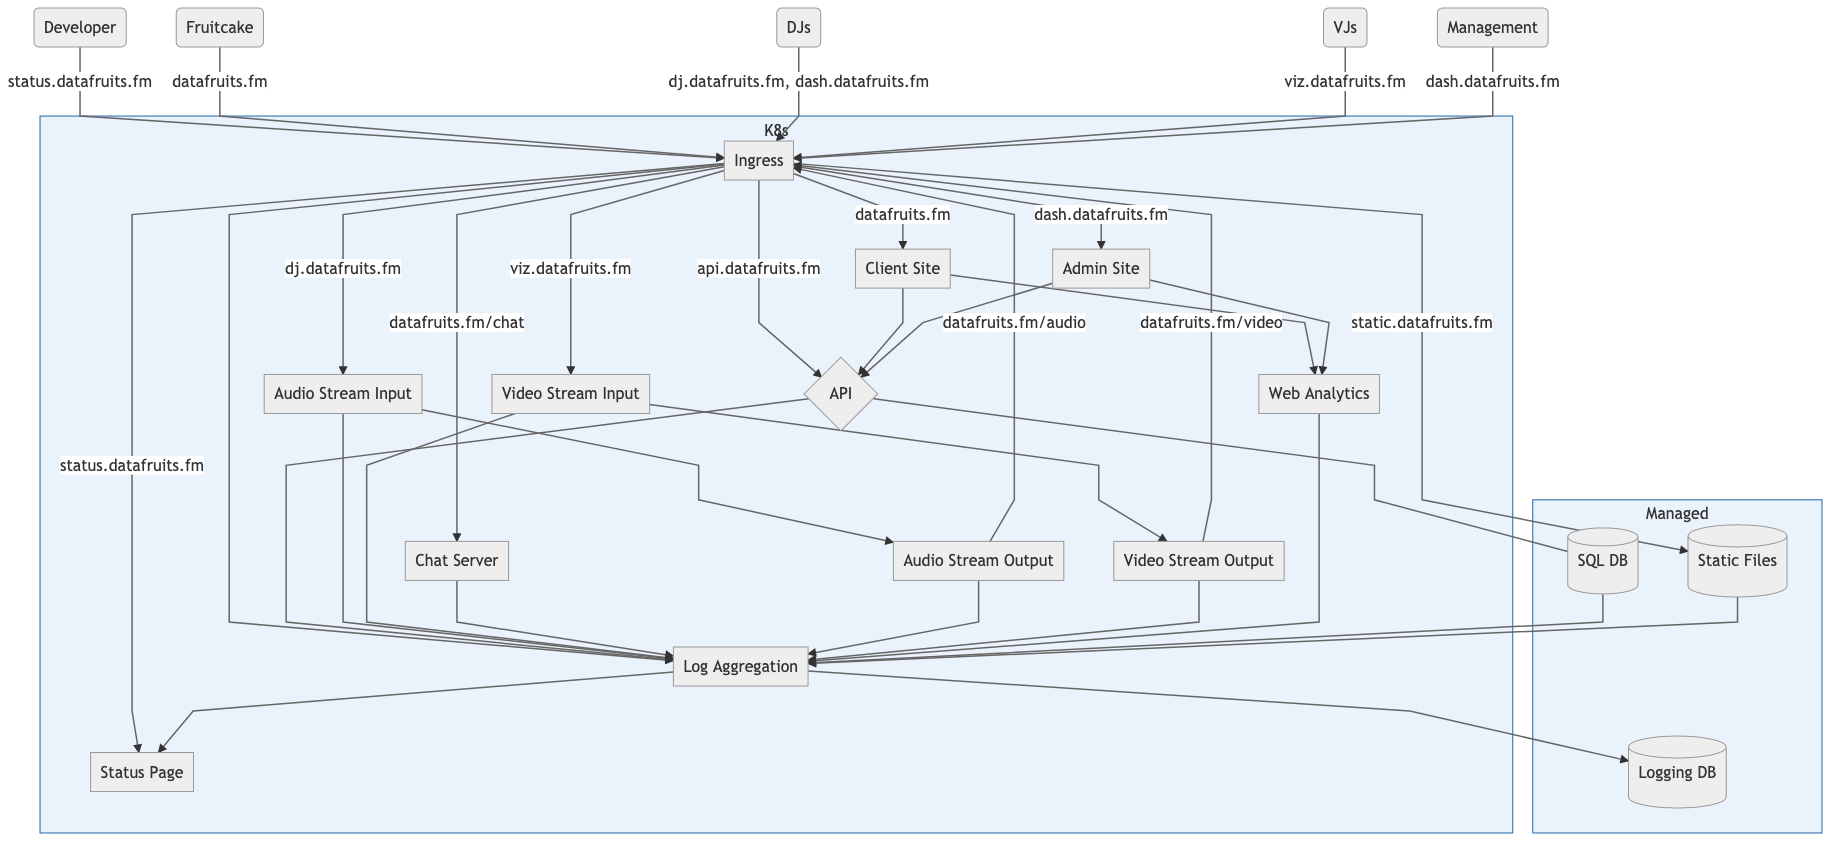 Developer
Fruitcake
DJs
VJs
Management
status.datafruits.fm
datafruits.fm
dj.datafruits.fm, dash.datafruits.fm
viz.datafruits.fm
dash.datafruits.fm
K8s
Ingress
datafruits.fm
dash.datafruits.fm
dj.datafruits.fm
viz.datafruits.fm
api.datafruits.fm
Client Site
Admin Site
datafruits.fm/chat
datafruits.fm/audio
datafruits.fm/video
static.datafruits.fm
Audio Stream Input
Video Stream Input
API
Web Analytics
status.datafruits.fm
Managed
Chat Server
Audio Stream Output
Video Stream Output
SQL DB
Static Files
Log Aggregation
Status Page
Logging DB